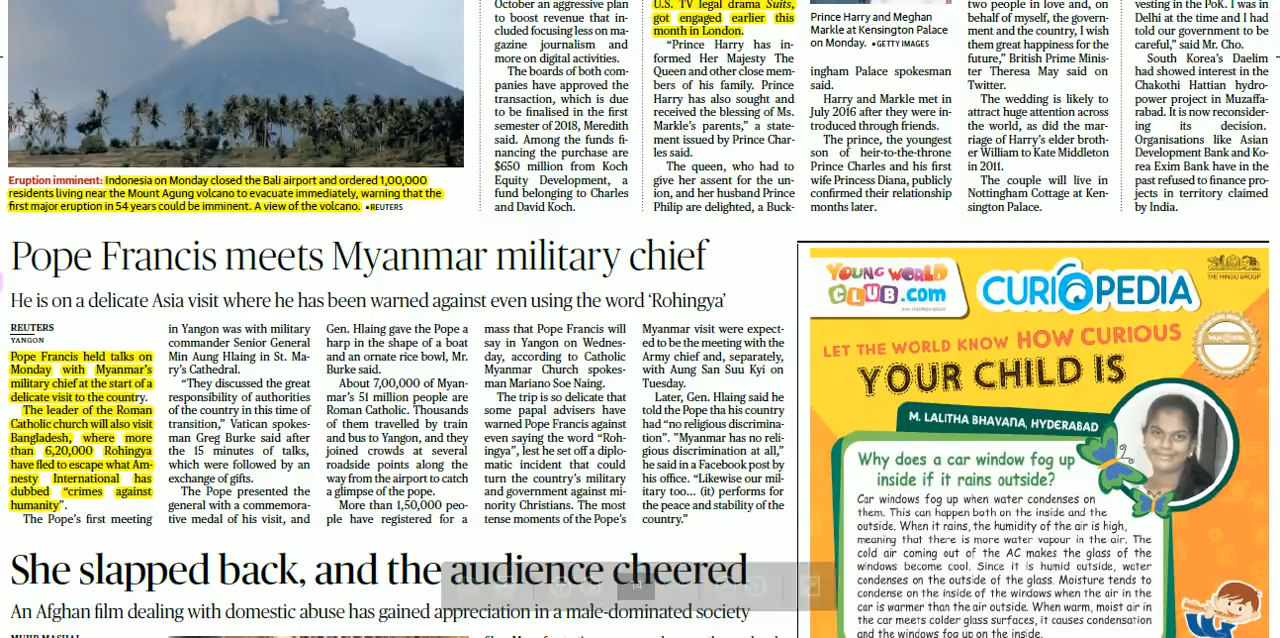 Eruption imminent: Indonesia on Monday closed the Bali airport and ordered 1,00,000
residents living near the Mount Agung volcano to evacuate immediately, warning that the
first major eruption in 54 years could be imminent. A view of the volcano. ▪REUTERS
October an aggressive plan
to boost revenue that in-
cluded focusing less on ma-
gazine journalism and
more on digital activities.
The boards of both com-
panies have approved the
transaction, which is due
to be finalised in the first
semester of 2018, Meredith
said. Among the funds fi-
nancing the purchase are
$650 million from Koch
Equity Development, a
fund belonging to Charles
and David Koch.
U.S. TV legal drama Suits,
got engaged earlier this
month in London.
“Prince Harry has in-
formed Her Majesty The
Queen and other close mem-
bers of his family. Prince
Harry has also sought and
received the blessing of Ms.
Markle’s parents,” a state-
ment issued by Prince Char-
les said.
The queen, who had to
give her assent for the un-
ion, and her husband Prince
Philip are delighted, a Buck-
Prince Harry and Meghan
Markle at Kensington Palace
on Monday. ▪GETTY IMAGES
ingham Palace spokesman
said.
Harry and Markle met in
July 2016 after they were in-
troduced through friends.
The prince, the youngest
son of heir-to-the-throne
Prince Charles and his first
wife Princess Diana, publicly
confirmed their relationship
months later.
two people in love and, on
behalf of myself, the govern-
ment and the country, I wish
them great happiness for the
future,” British Prime Minis-
ter Theresa May said on
Twitter.
The wedding is likely to
attract huge attention across
the world, as did the mar-
riage of Harry’s elder broth-
er William to Kate Middleton
in 2011.
The couple will live in
Nottingham Cottage at Ken-
sington Palace.
vesting in the PoK. I was in
Delhi at the time and I had
told our government to be
careful,” said Mr. Cho.
South Korea’s Daelim
had showed interest in the
Chakothi Hattian hydro-
power project in Muzaffa-
rabad. It is now reconsider-
ing its decision.
Organisations like Asian
Development Bank and Ko-
rea Exim Bank have in the
past refused to finance pro-
jects in territory claimed
by India.
Pope Francis meets Myanmar military chief
He is on a delicate Asia visit where he has been warned against even using the word ‘Rohingya’
REUTERS
YANGON
Pope Francis held talks on
Monday with Myanmar’s
military chief at the start of a
delicate visit to the country.
The leader of the Roman
Catholic church will also visit
Bangladesh, where more
than 6,20,000 Rohingya
have fled to escape what Am-
nesty International has
dubbed “crimes against
humanity”.
The Pope’s first meeting
in Yangon was with military
commander Senior General
Min Aung Hlaing in St. Ma-
ry’s Cathedral.
“They discussed the great
responsibility of authorities
of the country in this time of
transition,” Vatican spokes-
man Greg Burke said after
the 15 minutes of talks,
which were followed by an
exchange of gifts.
The Pope presented the
general with a commemora-
tive medal of his visit, and
Gen. Hlaing gave the Pope a
harp in the shape of a boat
and an ornate rice bowl, Mr.
Burke said.
About 7,00,000 of Myan-
mar’s 51 million people are
Roman Catholic. Thousands
of them travelled by train
and bus to Yangon, and they
joined crowds at several
roadside points along the
way from the airport to catch
a glimpse of the pope.
More than 1,50,000 peo-
ple have registered for a
mass that Pope Francis will
say in Yangon on Wednes-
day, according to Catholic
Myanmar Church spokes-
man Mariano Soe Naing.
The trip is so delicate that
some papal advisers have
warned Pope Francis against
even saying the word “Roh-
ingya”, lest he set off a diplo-
matic incident that could
turn the country’s military
and government against mi-
nority Christians. The most
tense moments of the Pope’s
Myanmar visit were expect-
ed to be the meeting with the
Army chief and, separately,
with Aung San Suu Kyi on
Tuesday.
Later, Gen. Hlaing said he
told the Pope tha his country
had “no religious discrimina-
tion”. ”Myanmar has no reli-
gious discrimination at all,”
he said in a Facebook post by
his office. “Likewise our mil-
itary too... (it) performs for
the peace and stability of the
country.”
She slapped back, and the audience cheered
An Afghan film dealing with domestic abuse has gained appreciation in a male-dominated society
14
YOUNG WORLD
CLUB.com
CURIOPEDIA
THE HINDU GROUP
LET THE WORLD KNOW HOW CURIOUS
YOUR CHILD IS
M. LALITHA BHAVANA, HYDERABAD
Why does a car window fog up
inside if it rains outside?
Car windows fog up when water condenses on
them. This can happen both on the inside and the
outside. When it rains, the humidity of the air is high,
meaning that there is more water vapour in the air. The
cold air coming out of the AC makes the glass of the
windows become cool. Since it is humid outside, water
condenses on the outside of the glass. Moisture tends to
condense on the inside of the windows when the air in the
car is warmer than the air outside. When warm, moist air in
the car meets colder glass surfaces, it causes condensation
and the windows fog up on the inside.